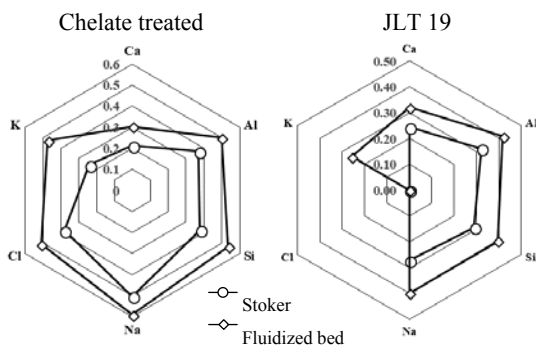 Chelate treated
JLT 19
Ca
0.6
0.5
0.4
0.3
0.2
0.1
0
K
Al
Cl
Si
Na
Ca
0.50
0.40
0.30
0.20
0.10
0.00
K
Al
Cl
Si
Na
Stoker
Fluidized bed